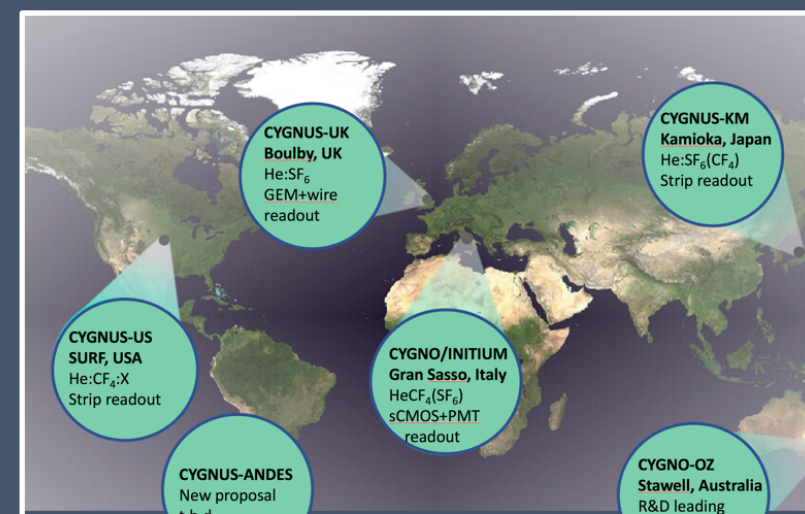 CYGNUS-UK
Boulby, UK
He:SF₆
GEM+wire
readout
CYGNUS-KM
Kamioka, Japan
He:SF₆(CF₄)
Strip readout
CYGNUS-US
SURF, USA
He:CF₄:X
Strip readout
CYGNO/INITIUM
Gran Sasso, Italy
HeCF₄(SF₆)
sCMOS+PMT
readout
CYGNUS-ANDES
New proposal
CYGNO-OZ
Stawell, Australia
R&D leading